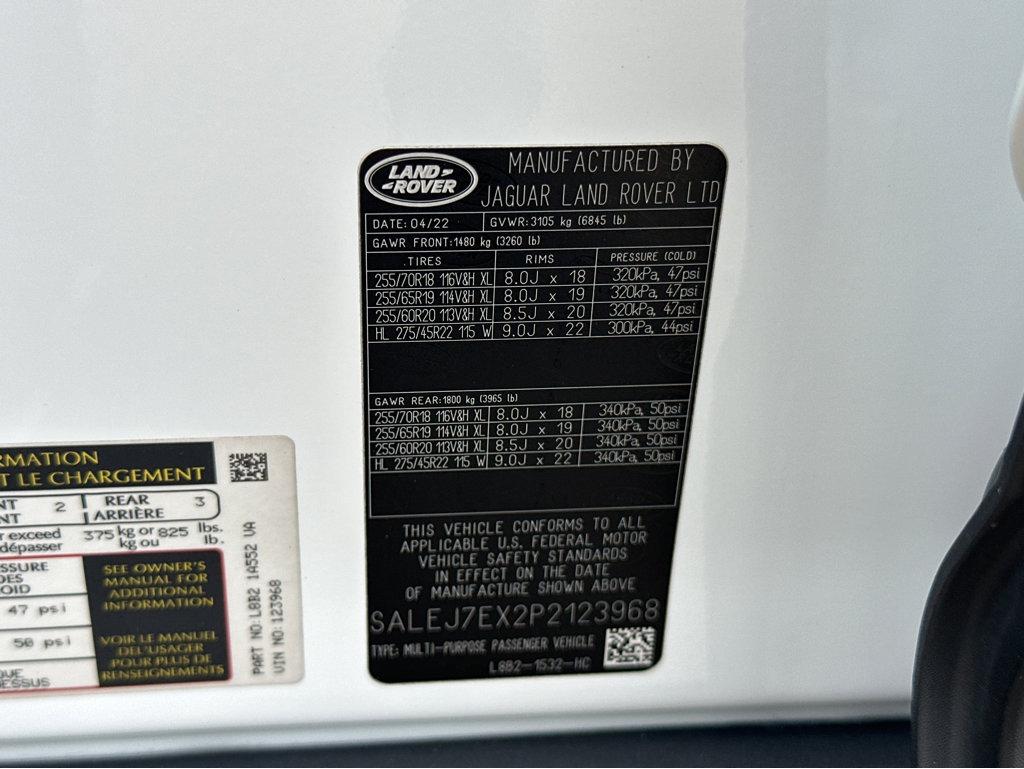 LAND
ROVER
MANUFACTURED BY
JAGUAR LAND ROVER LTD
DATE: 04/22 GVWR:3105 kg (6845 lb)
GAWR FRONT:1480 kg (3260 lb)
TIRES RIMS PRESSURE (COLD)
255/70R18 116V&H XL 8.0J x 18 320kPa, 47psi
255/65R19 114V&H XL 8.0J x 19 320kPa, 47psi
255/60R20 113V&H XL 8.5J x 20 320kPa, 47psi
HL 275/45R22 115 W 9.0J x 22 300kPa, 44psi
GAWR REAR:1800 kg (3965 lb)
255/70R18 116V&H XL 8.0J x 18 340kPa, 50psi
255/65R19 114V&H XL 8.0J x 19 340kPa, 50psi
255/60R20 113V&H XL 8.5J x 20 340kPa, 50psi
HL 275/45R22 115 W 9.0J x 22 340kPa, 50psi
THIS VEHICLE CONFORMS TO ALL
APPLICABLE U.S. FEDERAL MOTOR
VEHICLE SAFETY STANDARDS
IN EFFECT ON THE DATE
OF MANUFACTURE SHOWN ABOVE
SALEJ7EX2P2123968
TYPE: MULTI-PURPOSE PASSENGER VEHICLE
L8B2-1532-HC
RMATION
T LE CHARGEMENT
NT 2 REAR 3
NT ARRIÈRE
r exceed 375 kg or 825 lbs.
dépasser kg ou lb.
SSURE
DES
OID
47 psi
50 psi
QUE
ESSUS
SEE OWNER'S
MANUAL FOR
ADDITIONAL
INFORMATION
VOIR LE MANUEL
DEL'USAGER
POUR PLUS DE
RENSEIGNEMENTS
PART NO: L8B2 1A552 VA
VIN NO: 123968